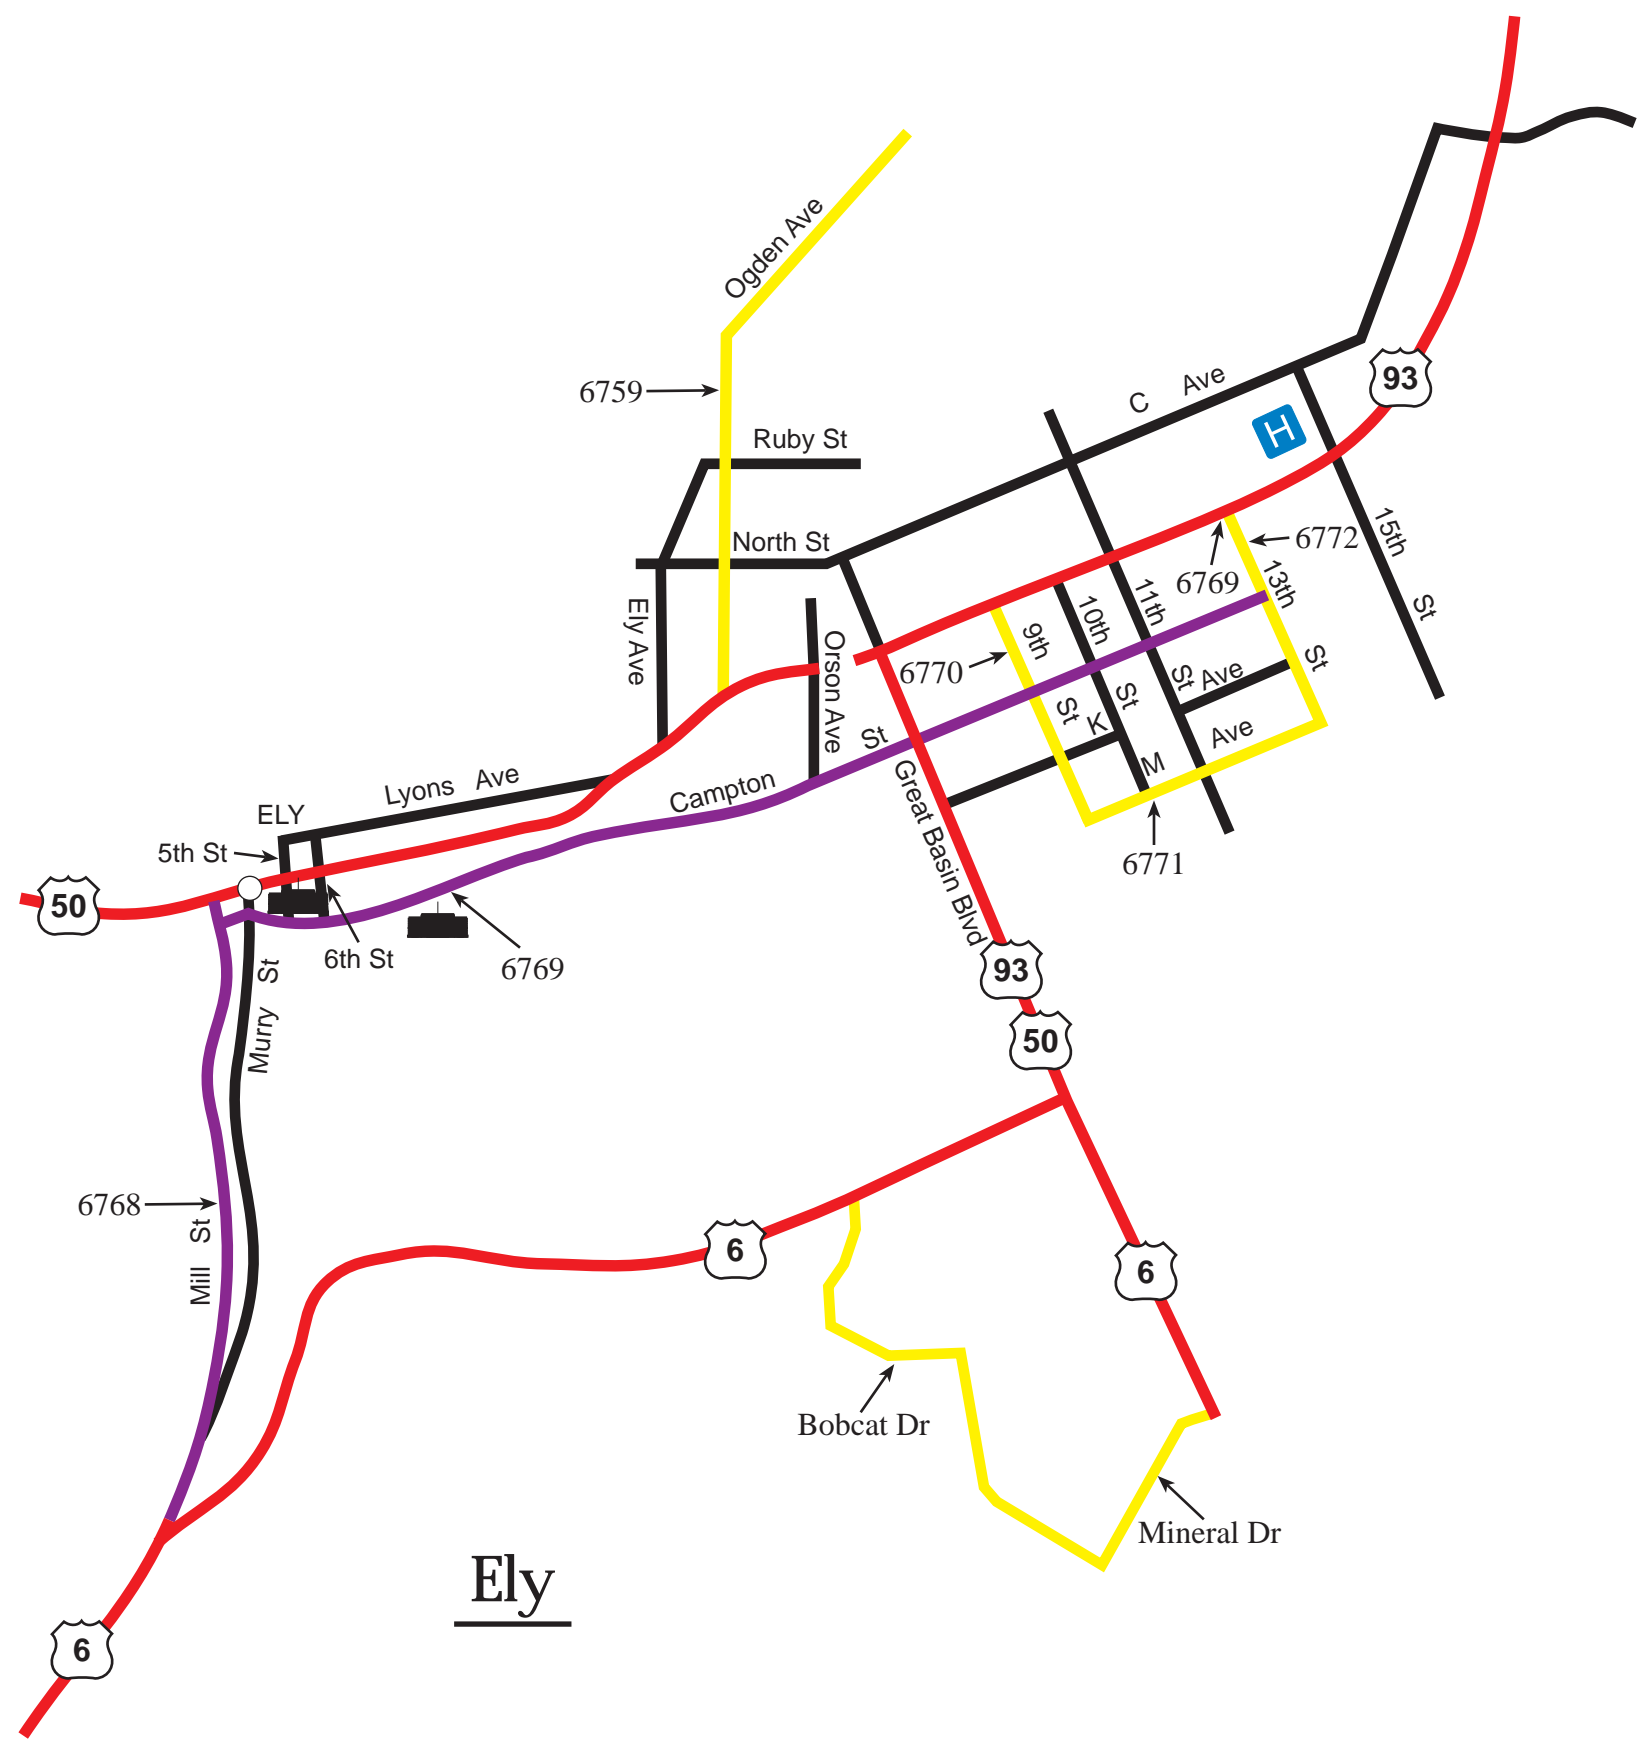 Ogden Ave
6759
Ruby St
North St
C Ave
93
H
6772
15th St
6769
13th St
11th St
10th St
9th St
6770
Ely Ave
Orson Ave
K Ave
M Ave
6771
Campton St
Great Basin Blvd
Lyons Ave
ELY
5th St
50
6th St
6769
Murry St
93
50
6768
Mill St
6
6
Bobcat Dr
Mineral Dr
Ely
6